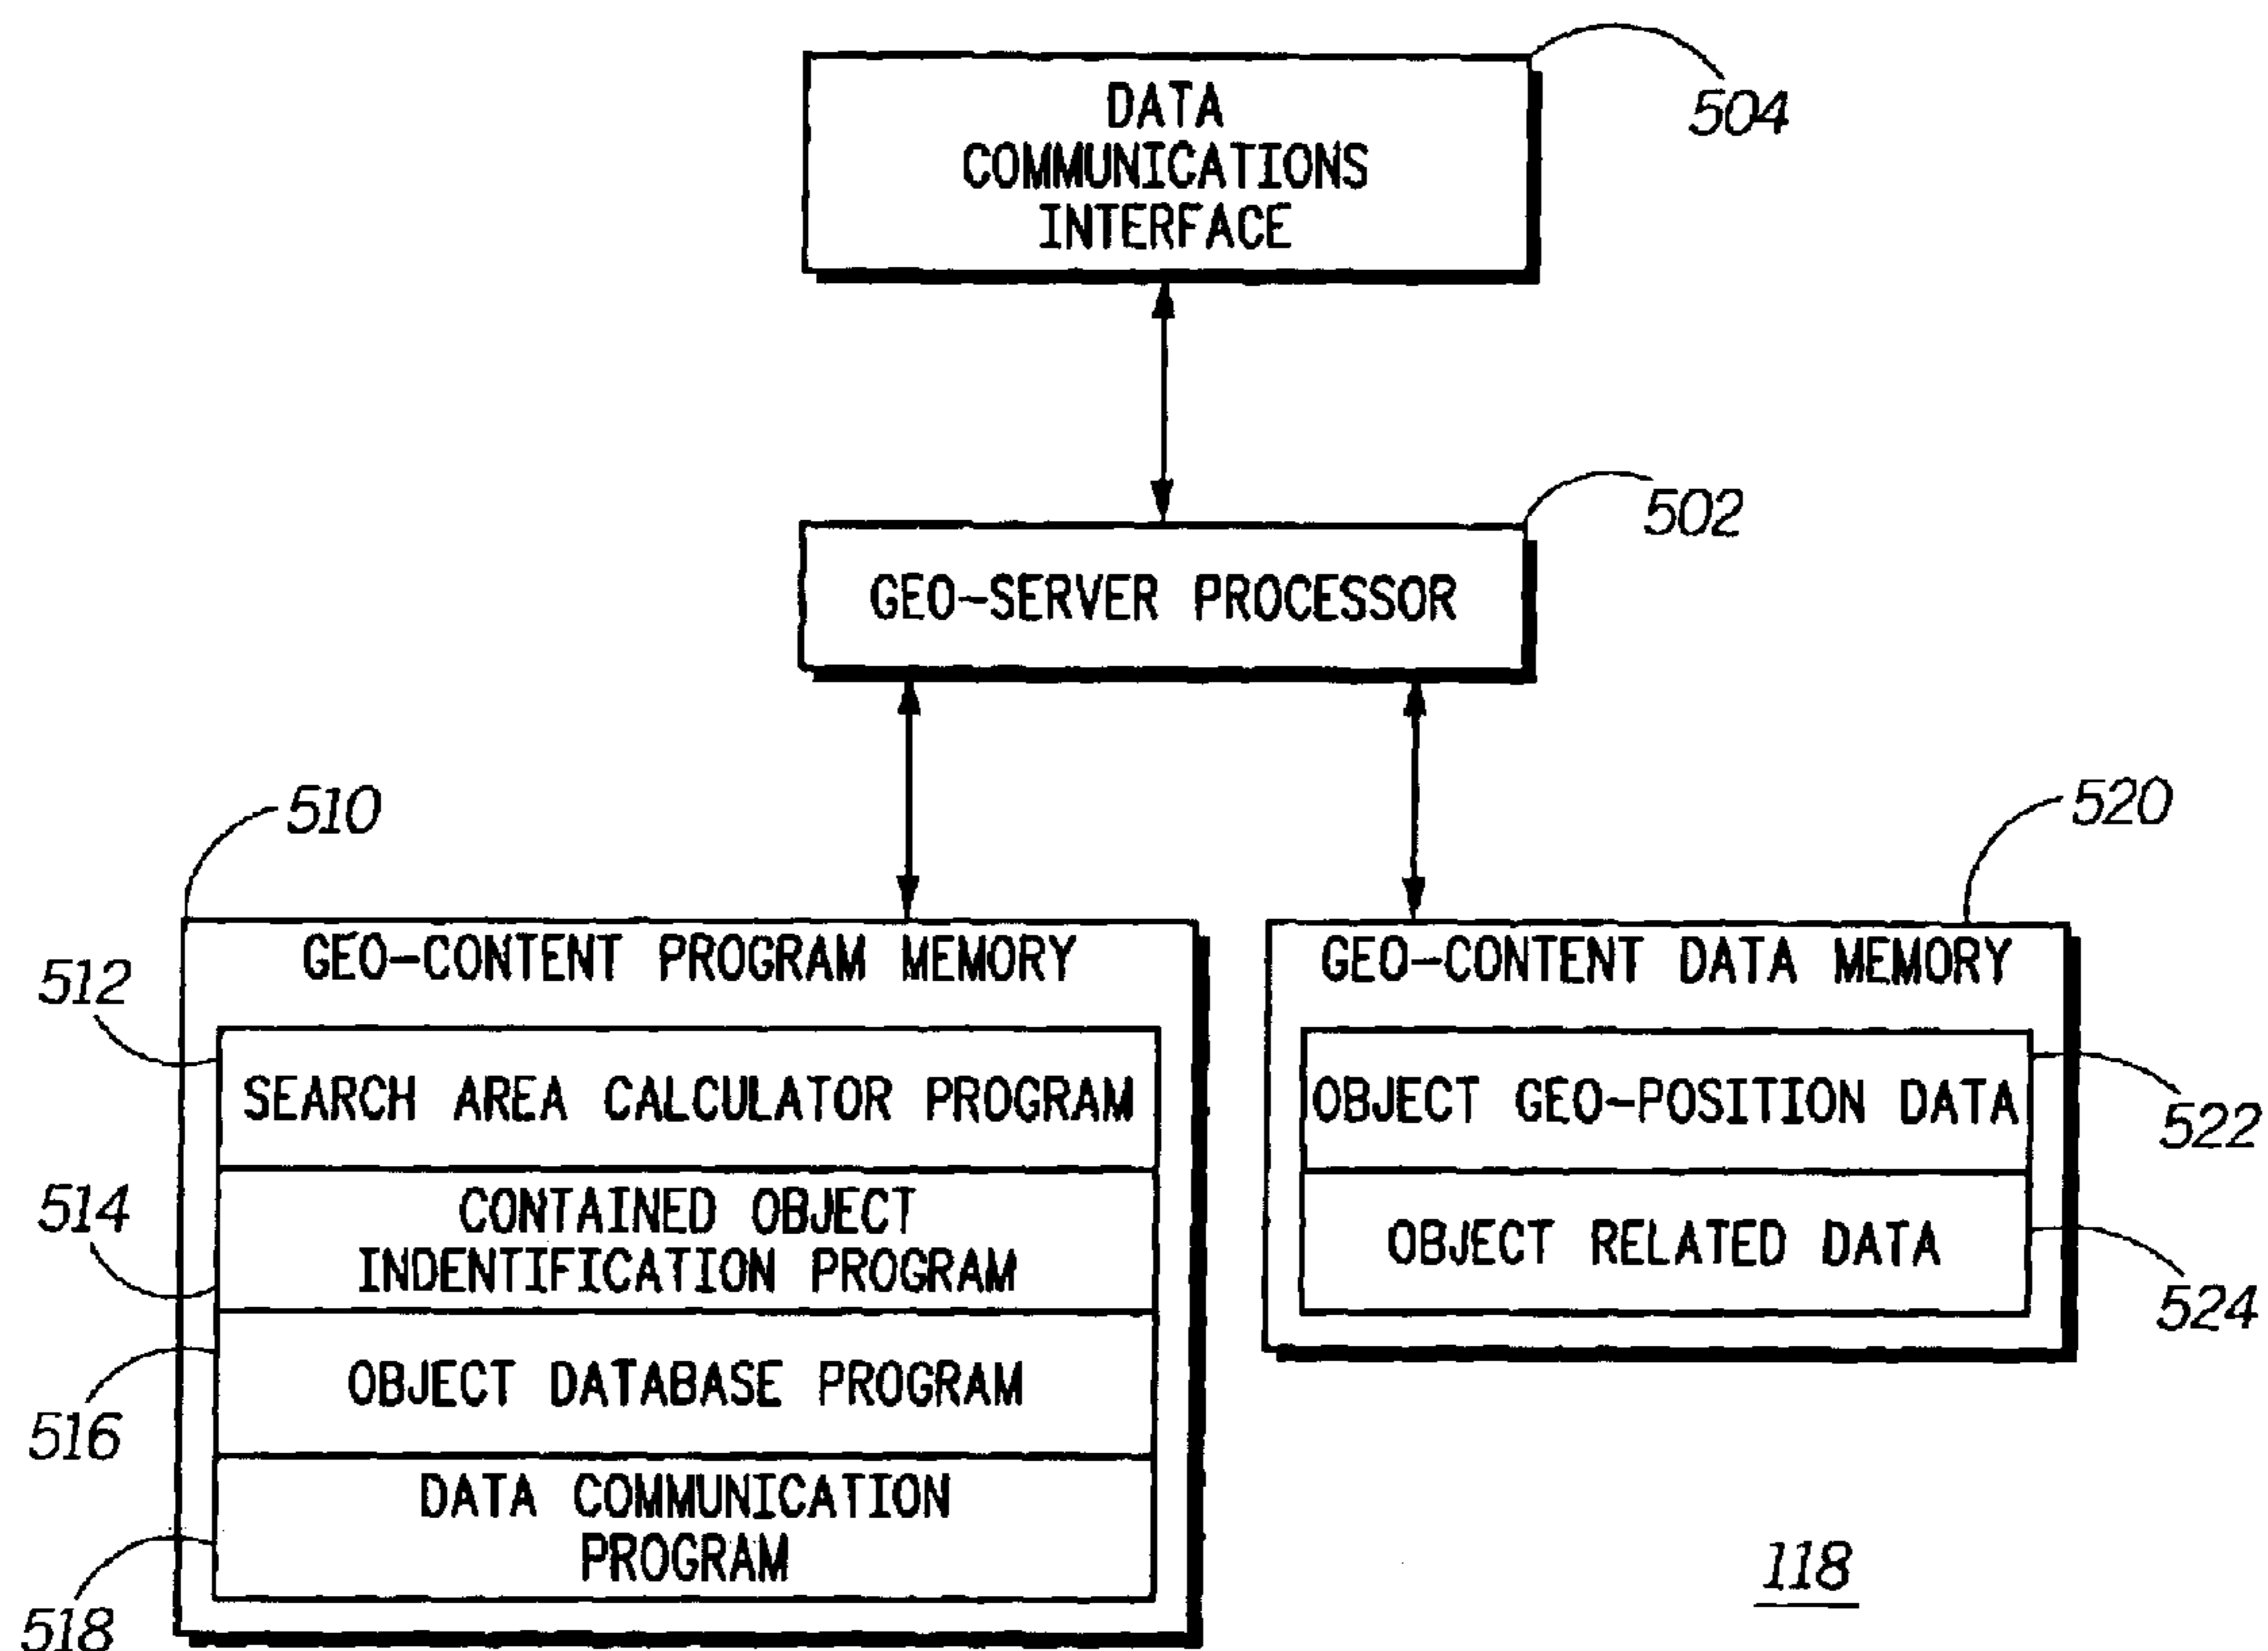 DATA
COMMUNICATIONS
INTERFACE
504
502
GEO-SERVER PROCESSOR
510
520
GEO-CONTENT PROGRAM MEMORY
512
SEARCH AREA CALCULATOR PROGRAM
514
CONTAINED OBJECT
INDENTIFICATION PROGRAM
516
OBJECT DATABASE PROGRAM
518
DATA COMMUNICATION
PROGRAM
GEO-CONTENT DATA MEMORY
OBJECT GEO-POSITION DATA
522
OBJECT RELATED DATA
524
118